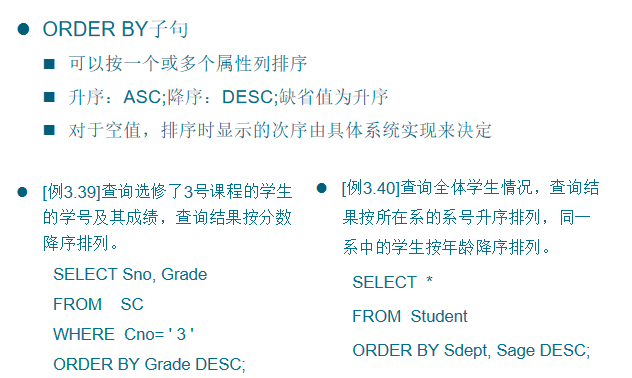 ORDER BY子句
可以按一个或多个属性列排序
升序：ASC;降序：DESC;缺省值为升序
对于空值，排序时显示的次序由具体系统实现来决定
[例3.39]查询选修了3号课程的学生
的学号及其成绩，查询结果按分数
降序排列。
SELECT Sno, Grade
FROM SC
WHERE Cno= ' 3 '
ORDER BY Grade DESC;
[例3.40]查询全体学生情况，查询结
果按所在系的系号升序排列，同一
系中的学生按年龄降序排列。
SELECT *
FROM Student
ORDER BY Sdept, Sage DESC;